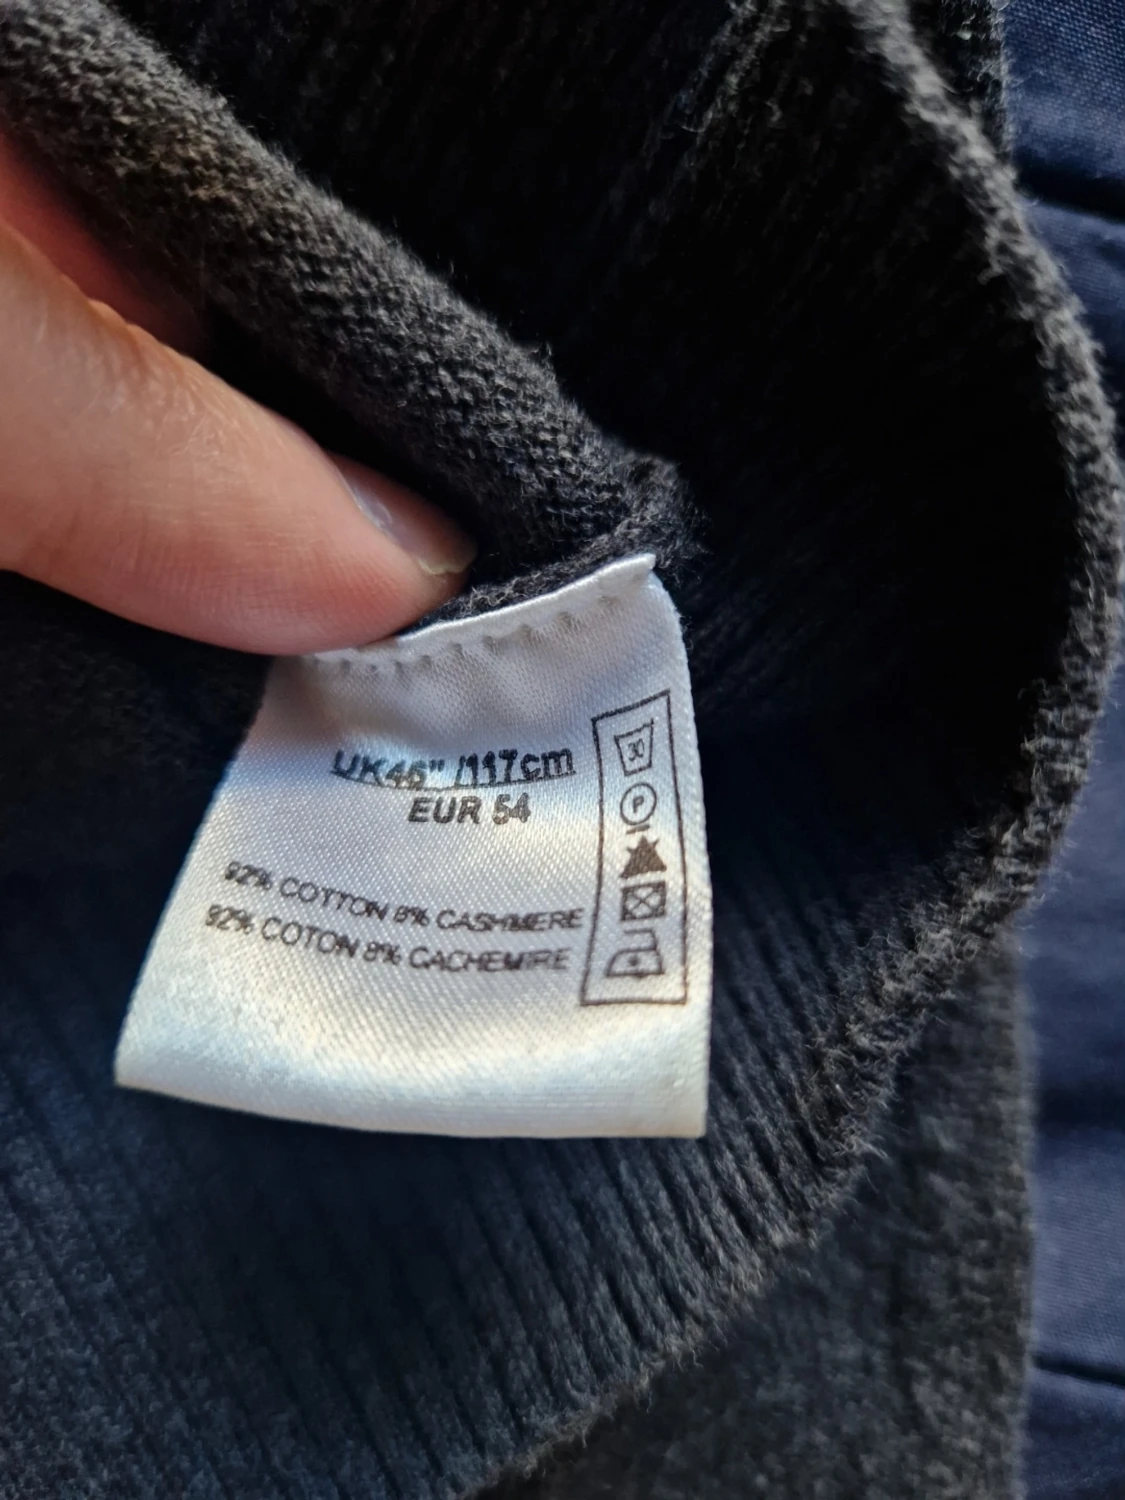 UK46" /117cm
EUR 54
92% COTTON 8% CASHMERE
92% COTON 8% CACHEMIRE
30
P